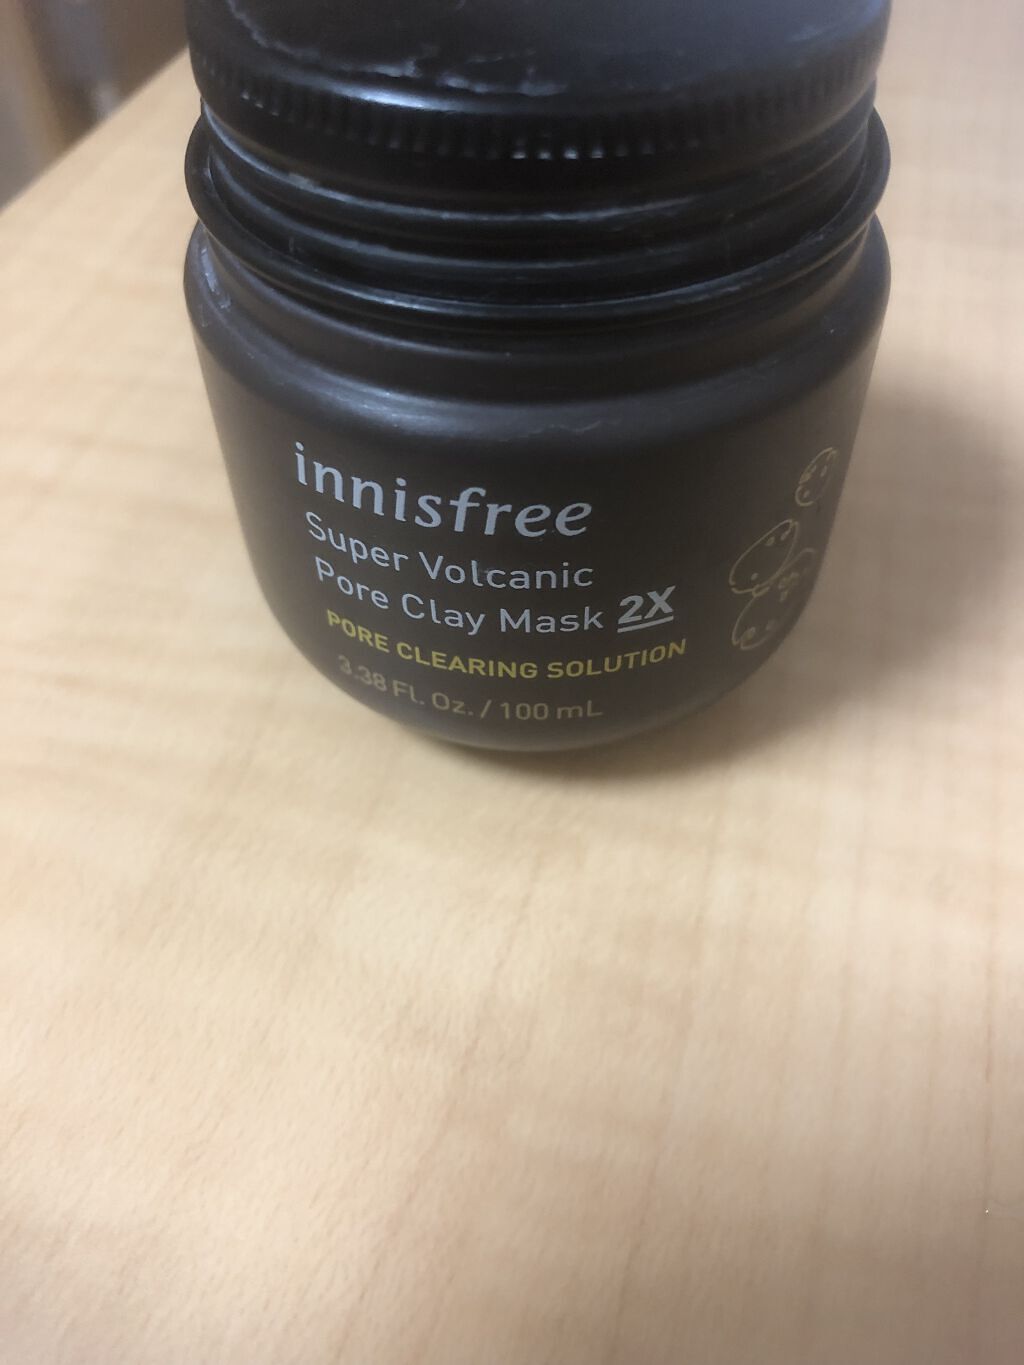 innisfree
Super Volcanic
Pore Clay Mask 2X
PORE CLEARING SOLUTION
3.38 Fl. Oz. / 100 mL